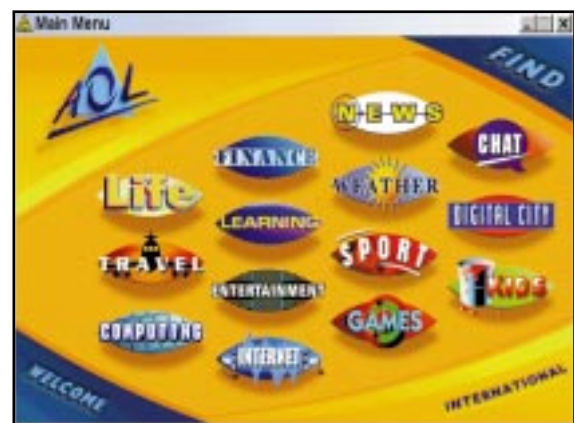 Main Menu
FIND
AOL
NEWS
CHAT
FINANCE
WEATHER
Life
LEARNING
DIGITAL CITY
TRAVEL
SPORT
KIDS
ENTERTAINMENT
GAMES
COMPUTING
INTERNET
WELCOME
INTERNATIONAL